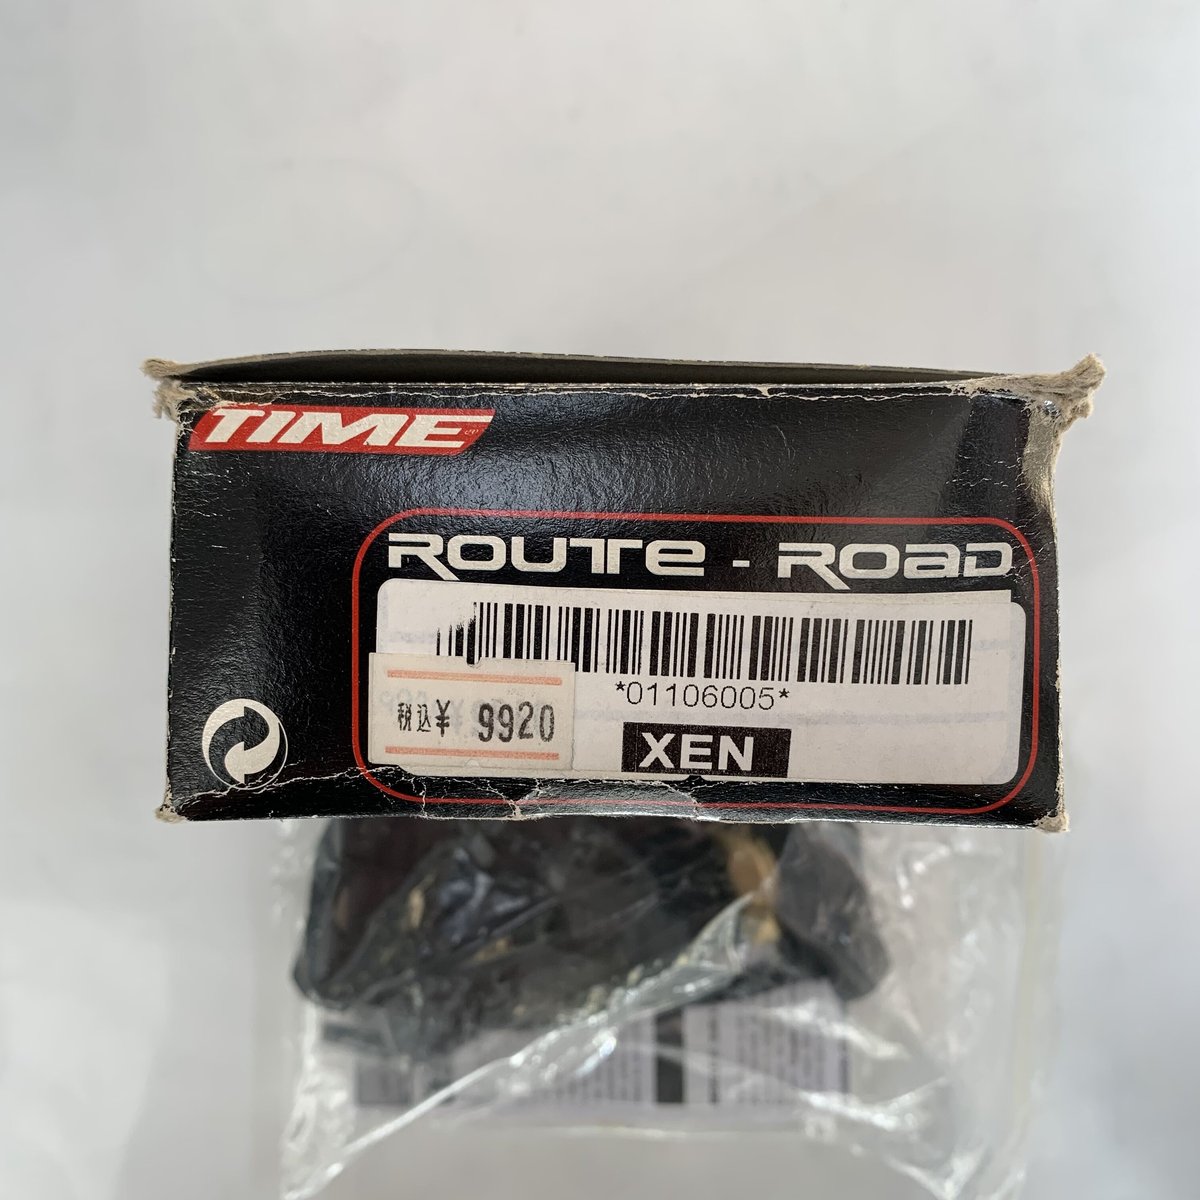 TIME
ROUTE - ROAD
*01106005*
税込¥ 9920
XEN